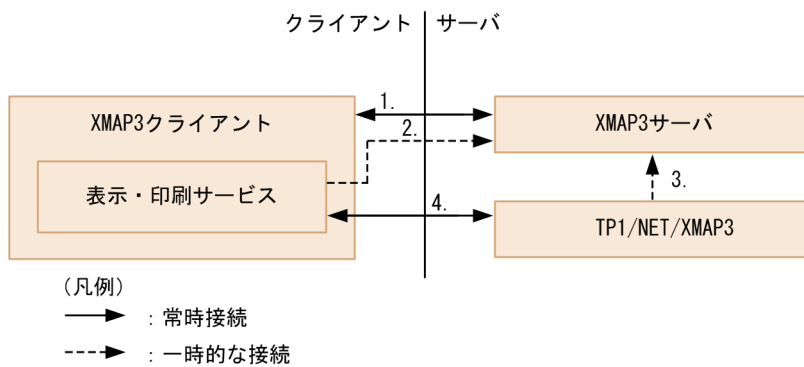 クライアント サーバ
1.
XMAP3クライアント
XMAP3サーバ
2.
表示・印刷サービス
3.
4.
TP1/NET/XMAP3
(凡例)
:常時接続
:一時的な接続